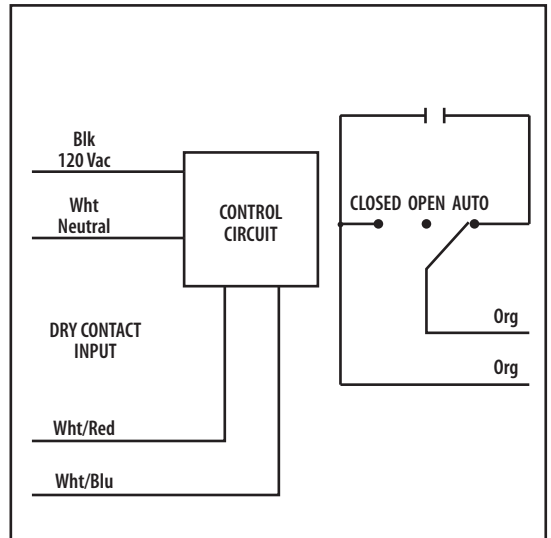 Blk
120 Vac
Wht
Neutral
CONTROL
CIRCUIT
CLOSED OPEN AUTO
DRY CONTACT
INPUT
Org
Org
Wht/Red
Wht/Blu